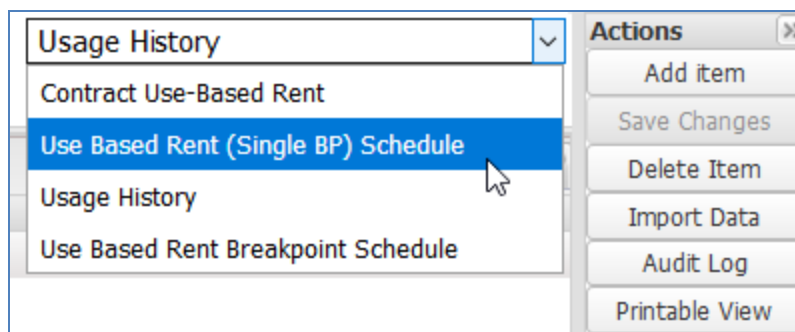 Usage History
Contract Use-Based Rent
Use Based Rent (Single BP) Schedule
Usage History
Use Based Rent Breakpoint Schedule
Actions
Add item
Save Changes
Delete Item
Import Data
Audit Log
Printable View